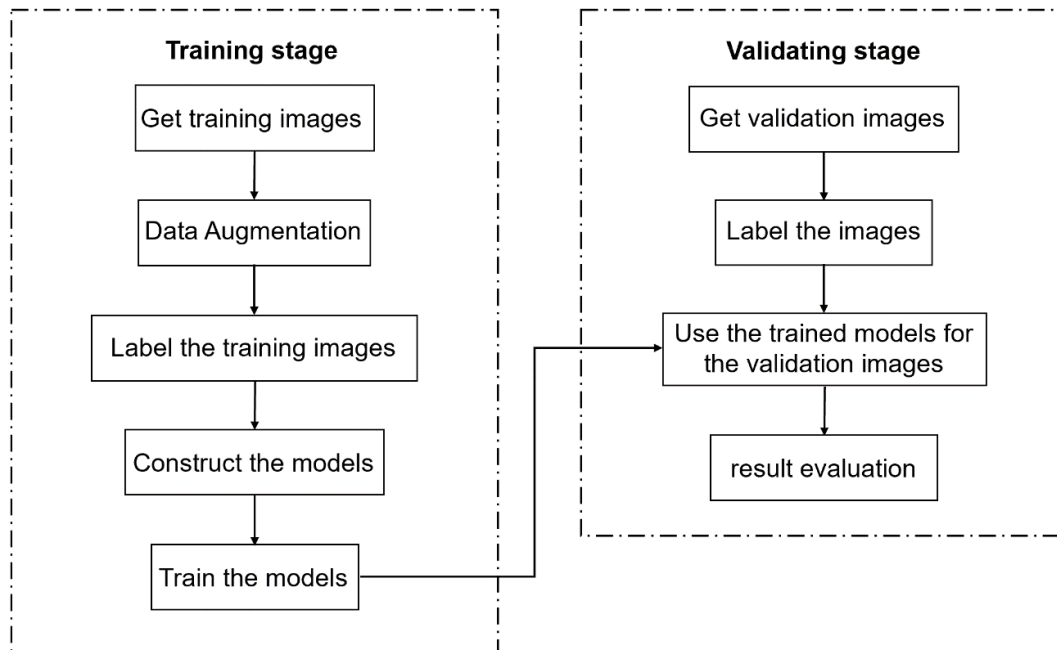 Training stage
Get training images
Data Augmentation
Label the training images
Construct the models
Train the models
Validating stage
Get validation images
Label the images
Use the trained models for
the validation images
result evaluation